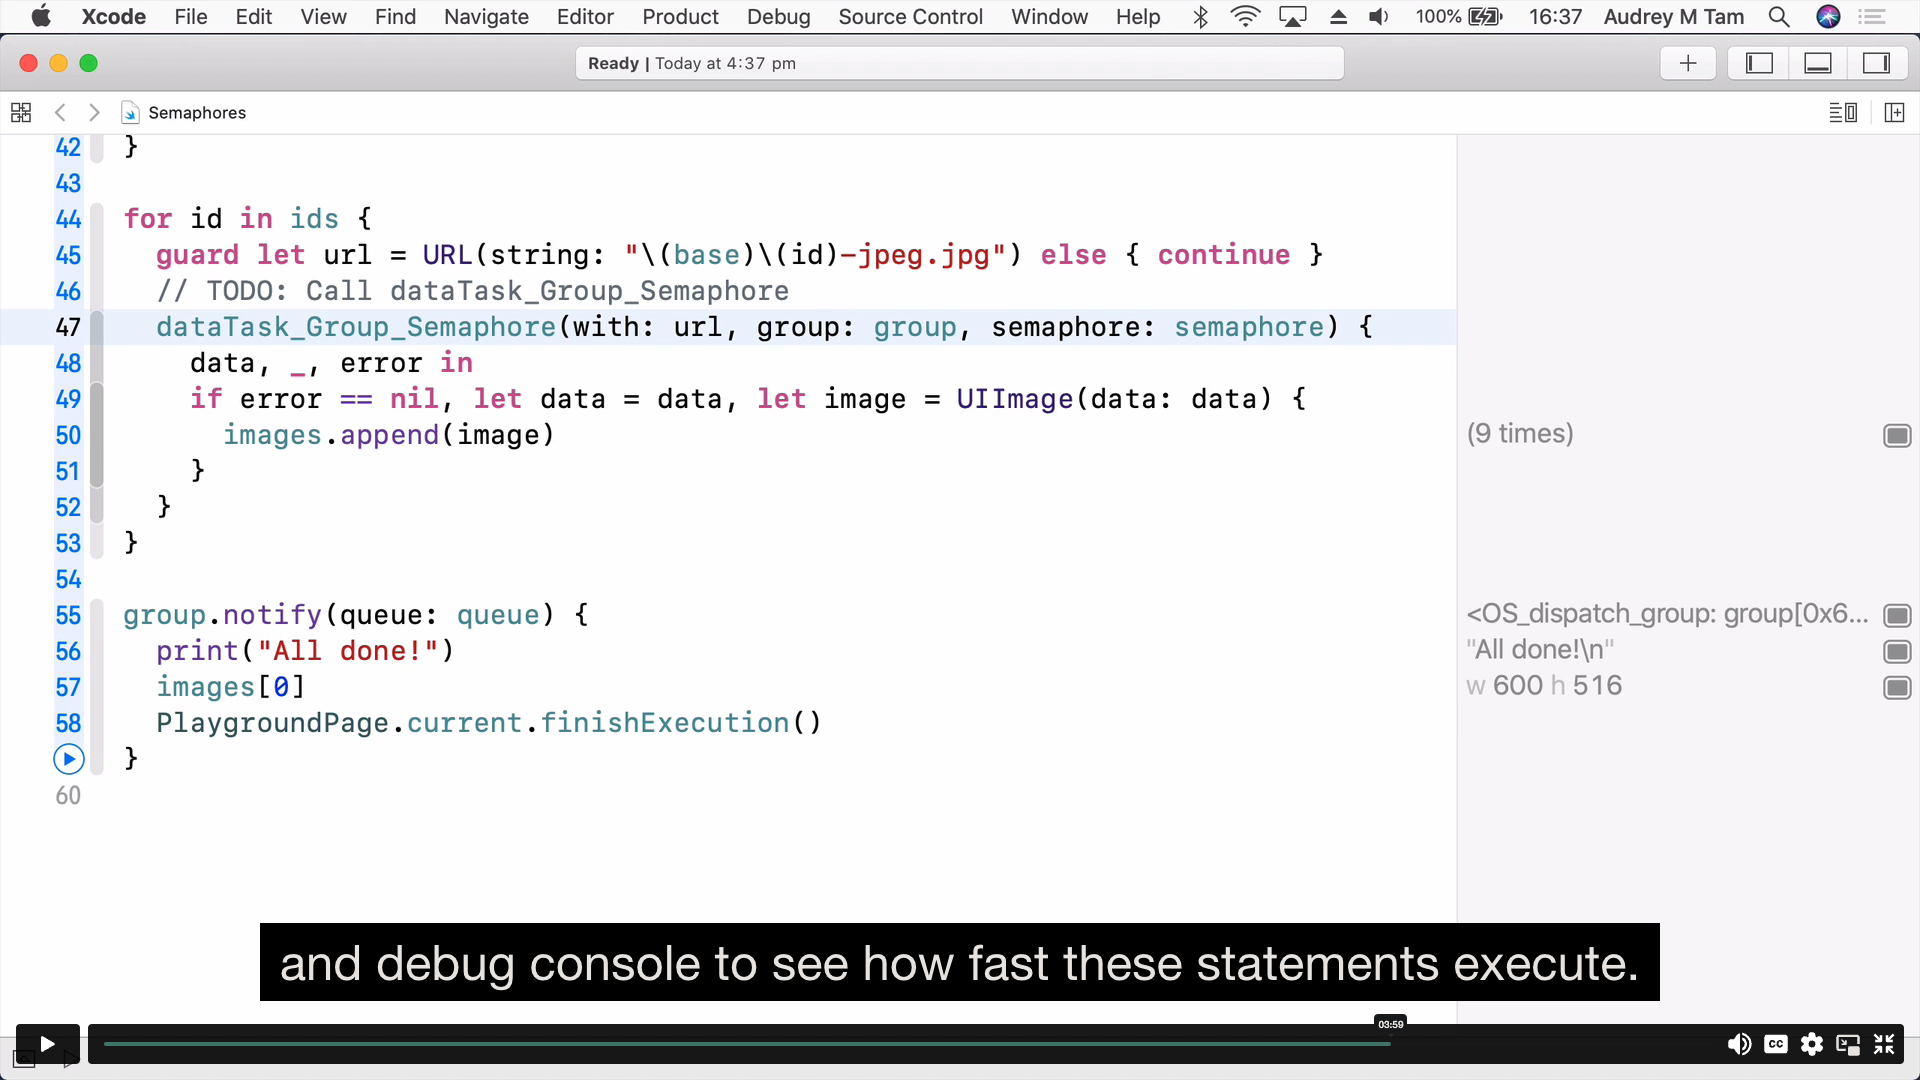 Xcode File Edit View Find Navigate Editor Product Debug Source Control Window Help 100% 16:37 Audrey M Tam
Ready | Today at 4:37 pm
Semaphores
42 }
43
44 for id in ids {
45 guard let url = URL(string: "\(base)\(id)-jpeg.jpg") else { continue }
46 // TODO: Call dataTask_Group_Semaphore
47 dataTask_Group_Semaphore(with: url, group: group, semaphore: semaphore) {
48 data, _, error in
49 if error == nil, let data = data, let image = UIImage(data: data) {
50 images.append(image) (9 times)
51 }
52 }
53 }
54
55 group.notify(queue: queue) { <OS_dispatch_group: group[0x6...
56 print("All done!") "All done!\n"
57 images[0] w 600 h 516
58 PlaygroundPage.current.finishExecution()
}
60
and debug console to see how fast these statements execute.
03:59
CC